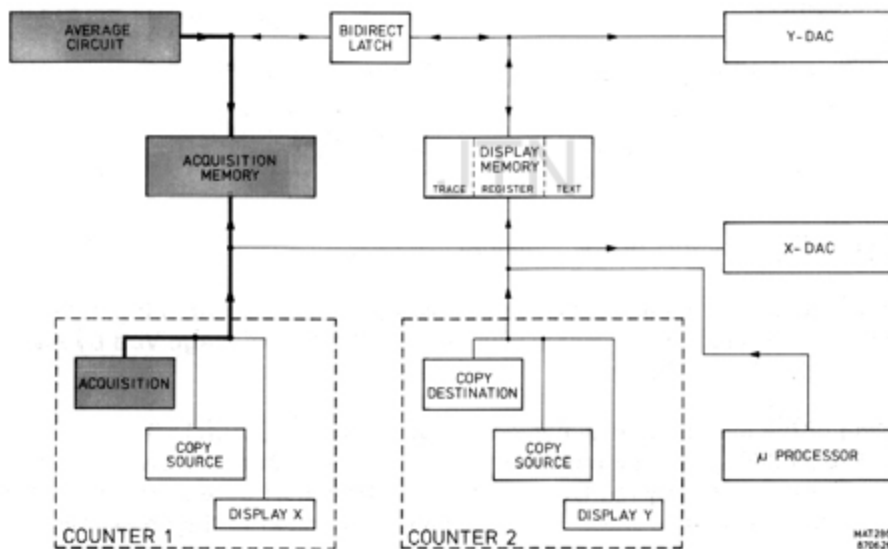 AVERAGE
CIRCUIT
BIDIRECT
LATCH
Y-DAC
ACQUISITION
MEMORY
DISPLAY
MEMORY
TRACE REGISTER TEXT
X-DAC
ACQUISITION
COPY
SOURCE
DISPLAY X
COUNTER 1
COPY
DESTINATION
COPY
SOURCE
DISPLAY Y
COUNTER 2
μ PROCESSOR